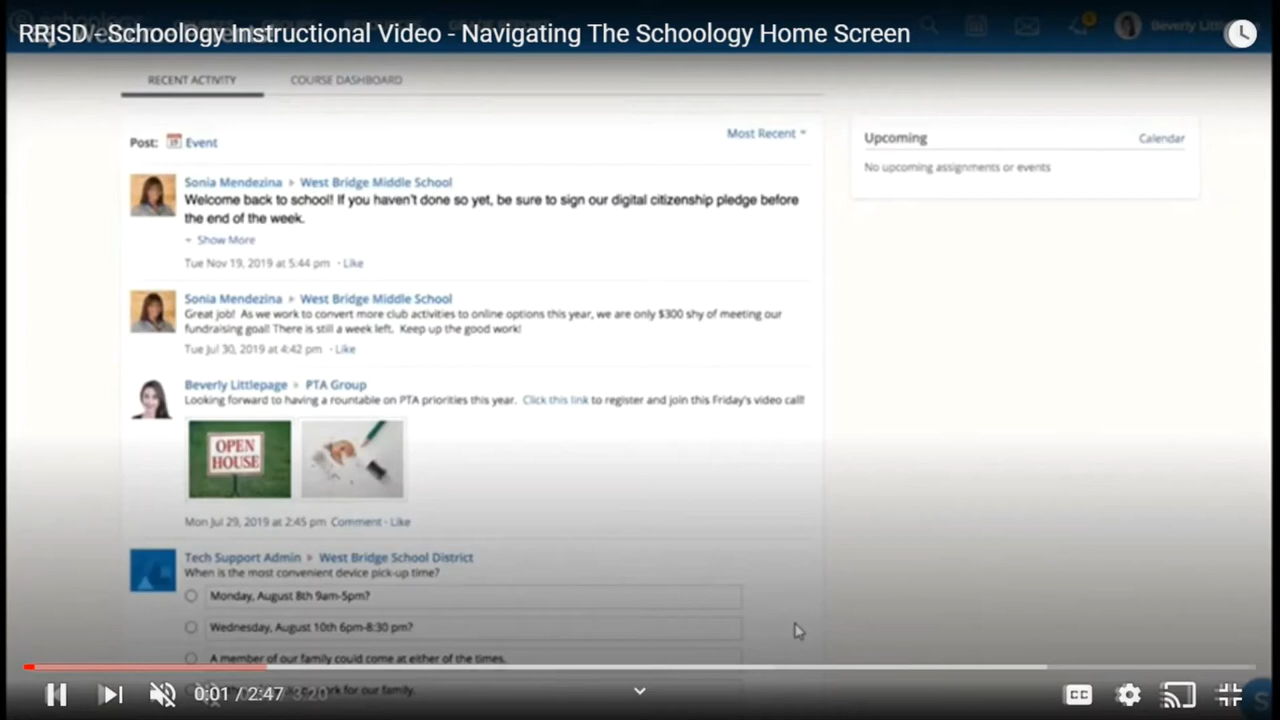 RRISD - Schoology Instructional Video - Navigating The Schoology Home Screen
Beverly
RECENT ACTIVITY COURSE DASHBOARD
Post: Event Most Recent
Upcoming Calendar
No upcoming assignments or events
Sonia Mendezina West Bridge Middle School
Welcome back to school! If you haven't done so yet, be sure to sign our digital citizenship pledge before
the end of the week.
Show More
Tue Nov 19, 2019 at 5:44 pm · Like
Sonia Mendezina West Bridge Middle School
Great job! As we work to convert more club activities to online options this year, we are only $300 shy of meeting our
fundraising goal! There is still a week left. Keep up the good work!
Tue Jul 30, 2019 at 4:42 pm · Like
Beverly Littlepage PTA Group
Looking forward to having a rountable on PTA priorities this year. Click this link to register and join this Friday's video call!
OPEN
HOUSE
Mon Jul 29, 2019 at 2:45 pm Comment · Like
Tech Support Admin West Bridge School District
When is the most convenient device pick-up time?
Monday, August 8th 9am-5pm?
Wednesday, August 10th 6pm-8:30 pm?
A member of our family could come at either of the times.
work for our family.
0:01 / 2:47 3:20
CC